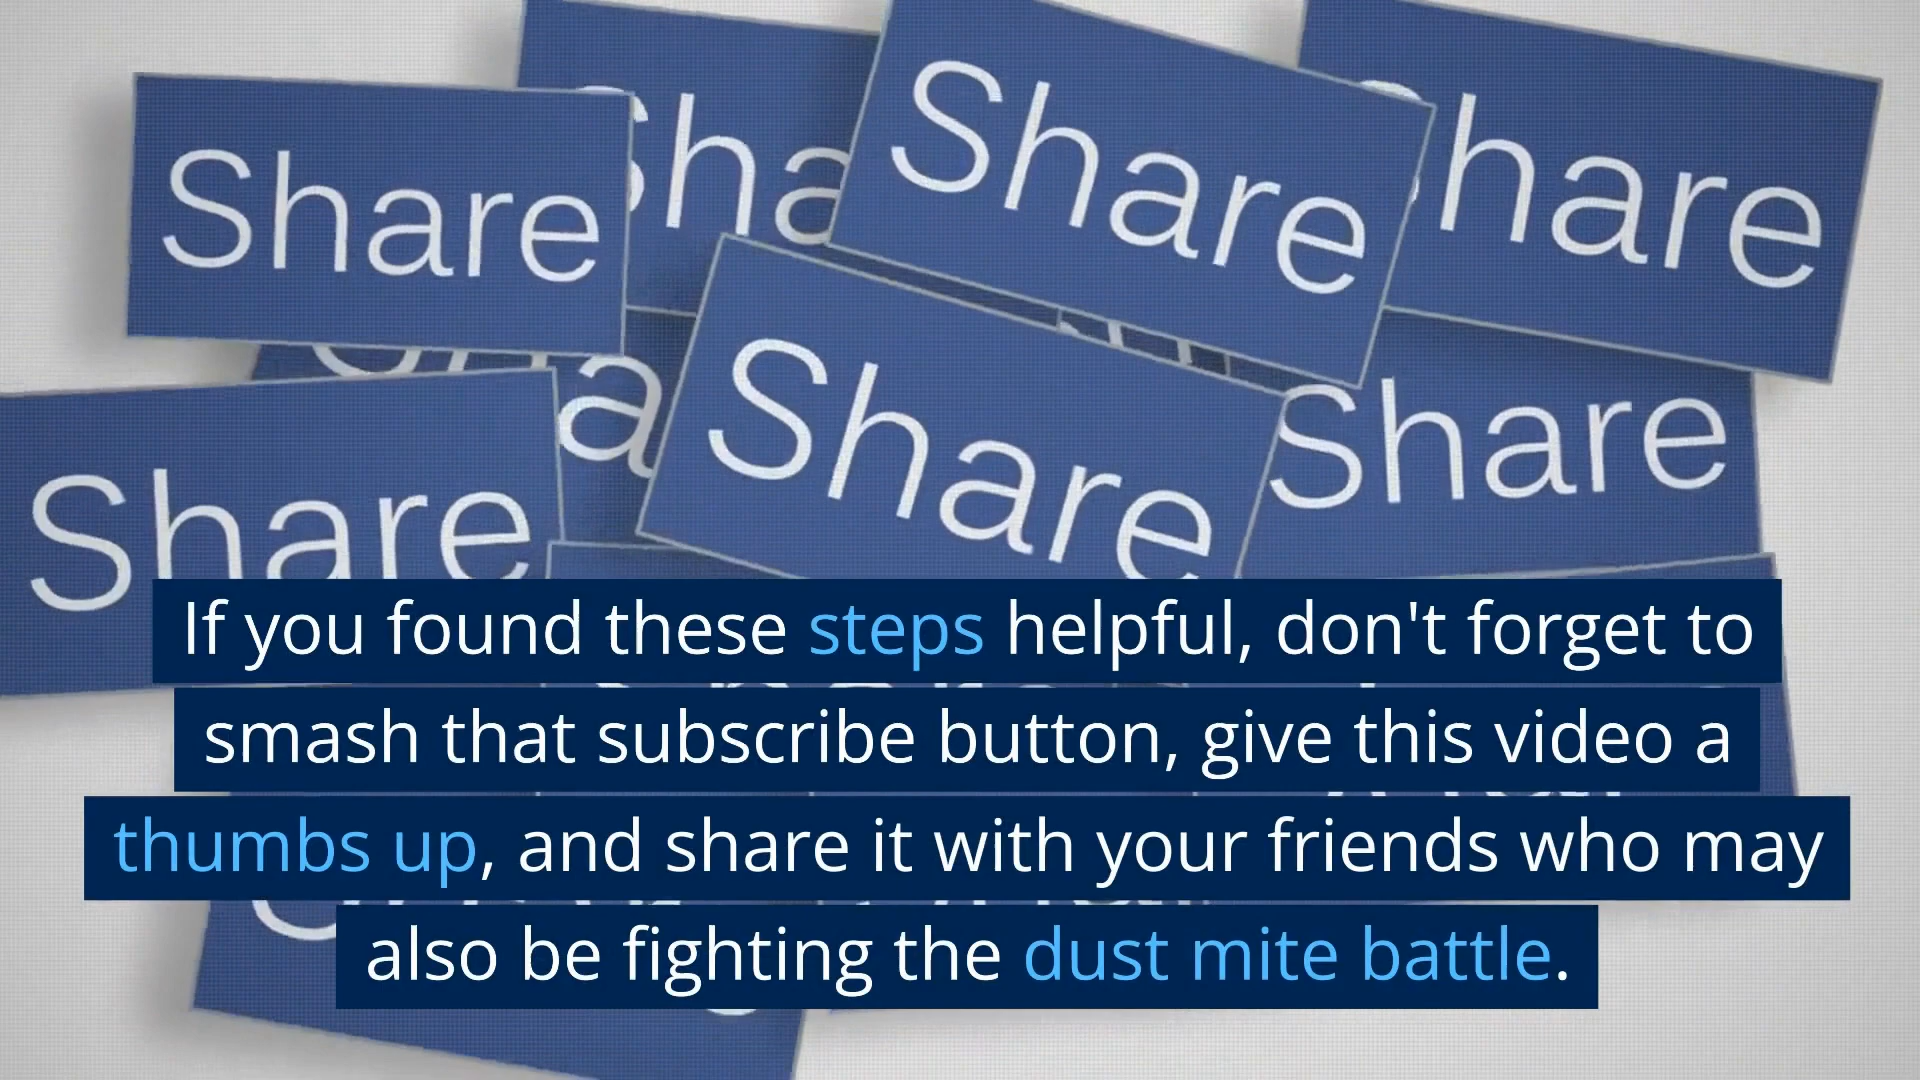 Share
Sha
Share
Share
Share
a
Share
Share
If you found these steps helpful, don't forget to
smash that subscribe button, give this video a
thumbs up, and share it with your friends who may
also be fighting the dust mite battle.